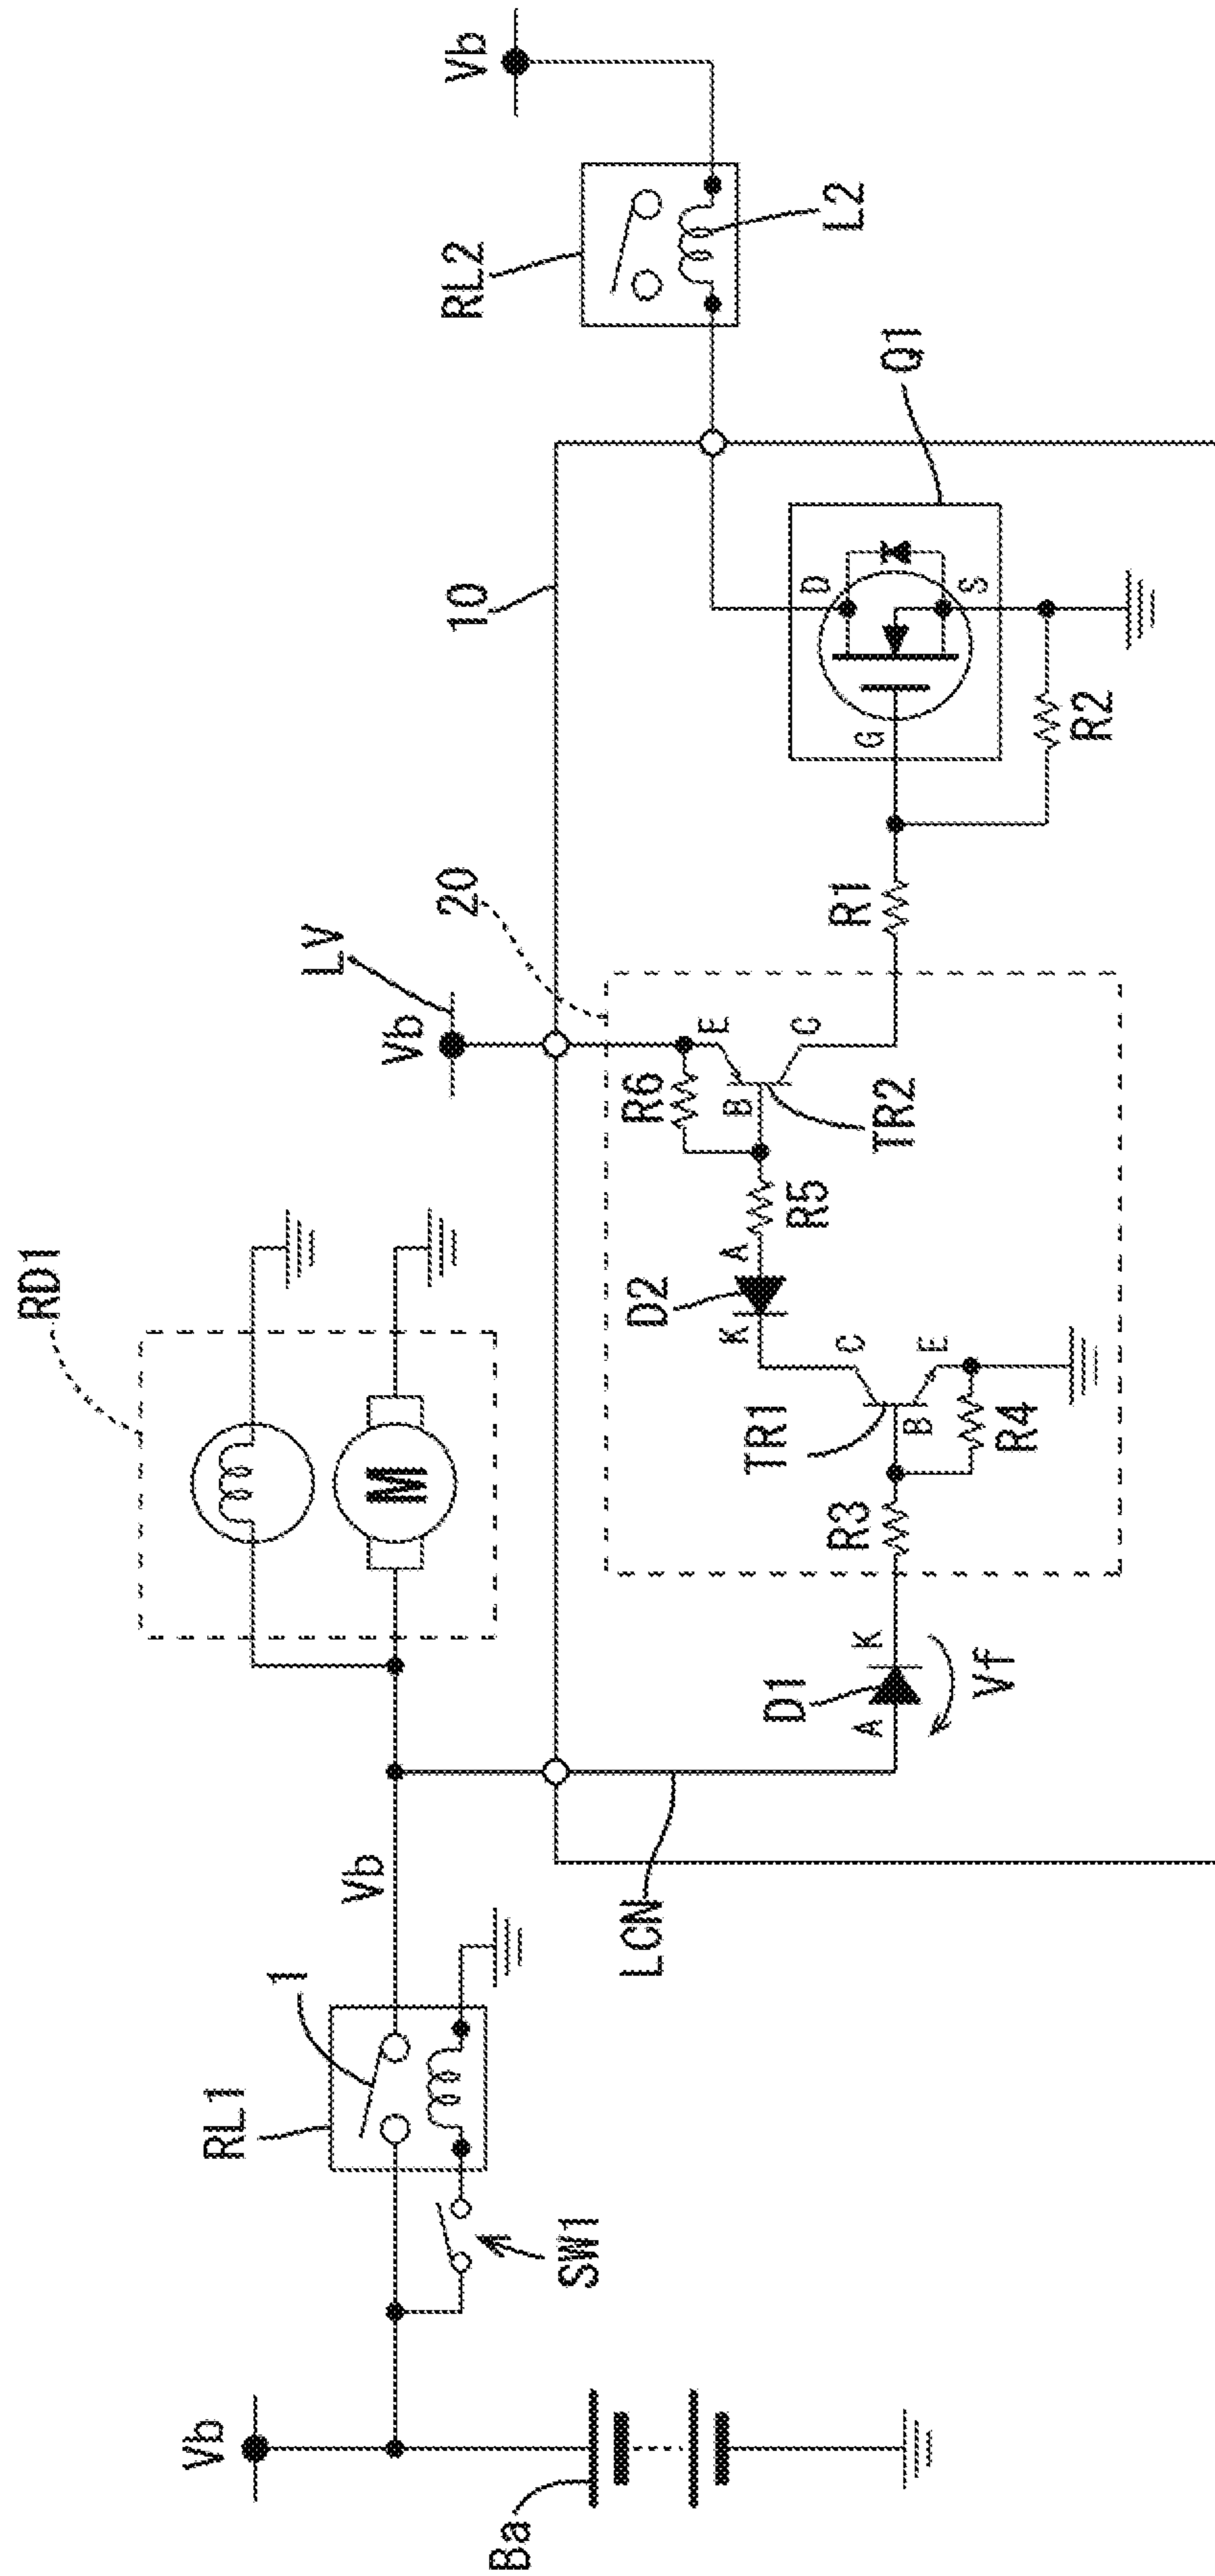 Vb
Ba
SW1
RL1
1
Vb
LCN
RD1
M
D1
A
K
Vf
R3
TR1
B
C
E
R4
D2
K
A
R5
R6
B
E
C
TR2
LV
Vb
20
10
R1
G
D
S
Q1
R2
RL2
L2
Vb